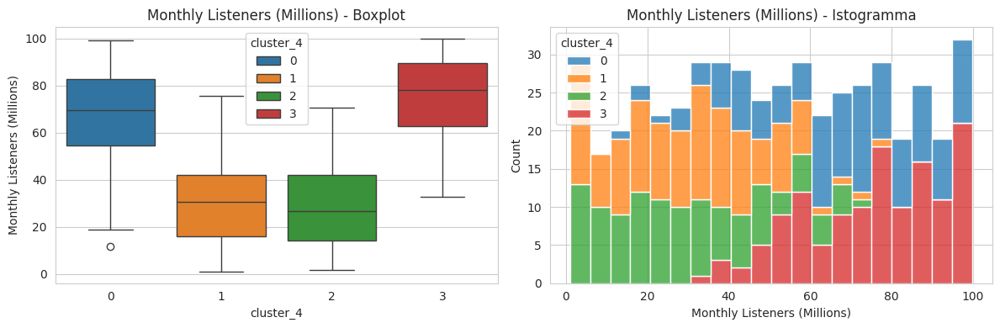 Monthly Listeners (Millions) - Boxplot
Monthly Listeners (Millions)
100
80
60
40
20
0
cluster_4
0
1
2
3
0 1 2 3
cluster_4
Monthly Listeners (Millions) - Istogramma
Count
30
25
20
15
10
5
0
cluster_4
0
1
2
3
0 20 40 60 80 100
Monthly Listeners (Millions)